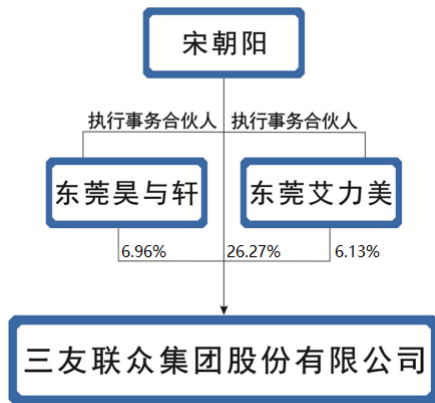 宋朝阳
执行事务合伙人 执行事务合伙人
东莞昊与轩 东莞艾力美
6.96% 26.27% 6.13%
三友联众集团股份有限公司